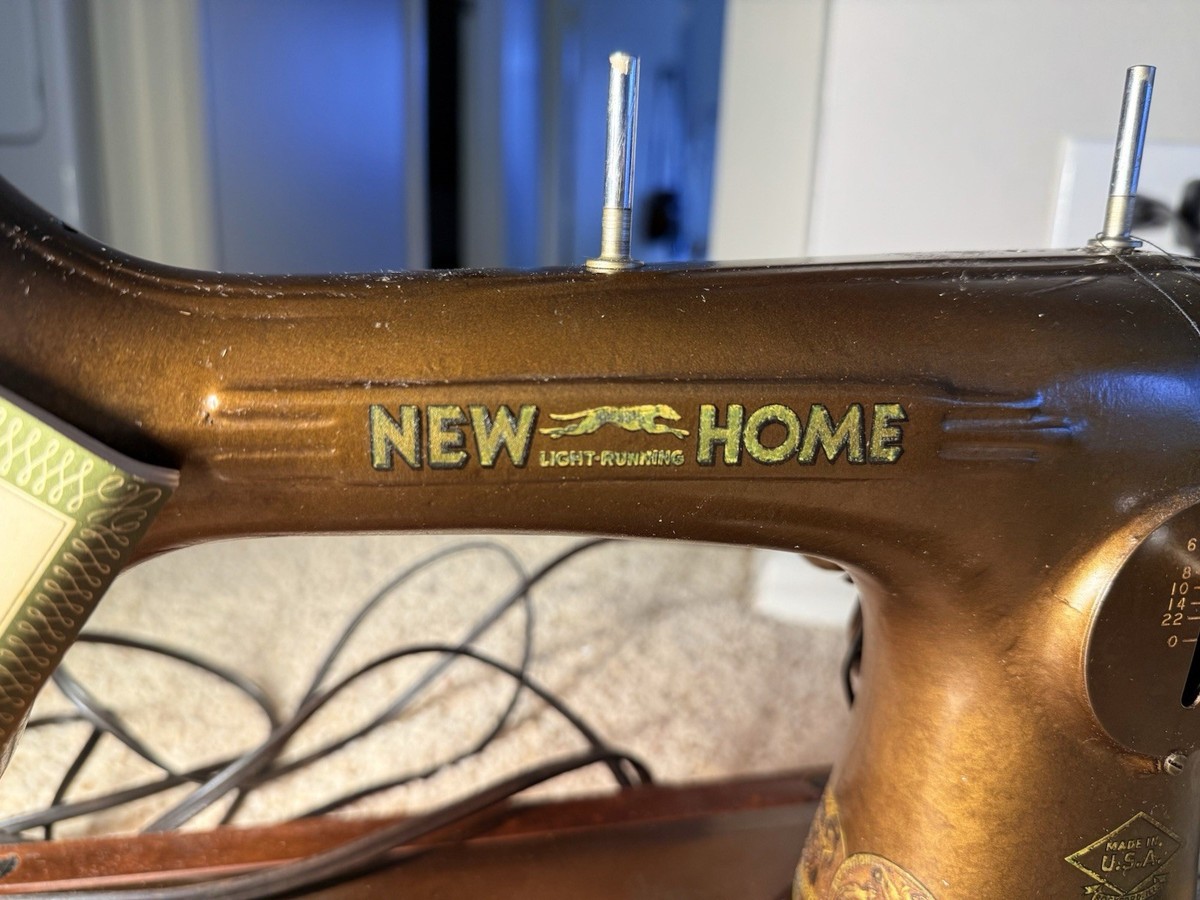 NEW HOME
LIGHT-RUNNING
6
8
10
14
22
0
MADE IN
U.S.A.